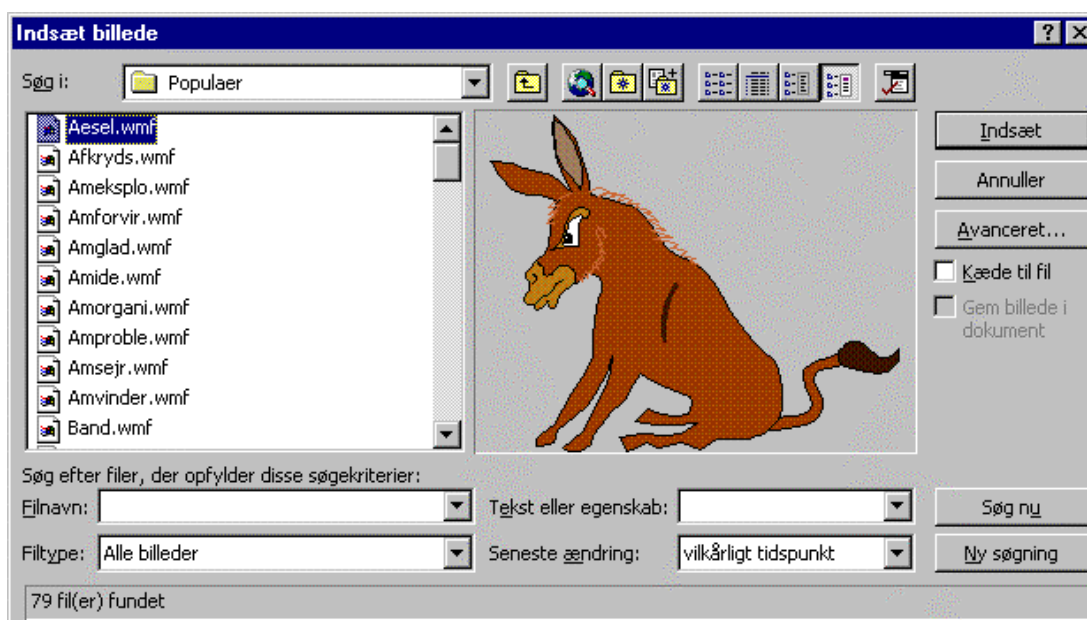 Indsæt billede
Søg i: Populaer
Aesel.wmf
Afkryds.wmf
Ameksplo.wmf
Amforvir.wmf
Amglad.wmf
Amide.wmf
Amorgani.wmf
Amproble.wmf
Amsejr.wmf
Amvinder.wmf
Band.wmf
Indsæt
Annuller
Avanceret...
Kæde til fil
Gem billede i
dokument
Søg efter filer, der opfylder disse søgekriterier:
Filnavn: Tekst eller egenskab: Søg nu
Filtype: Alle billeder Seneste ændring: vilkårligt tidspunkt Ny søgning
79 fil(er) fundet